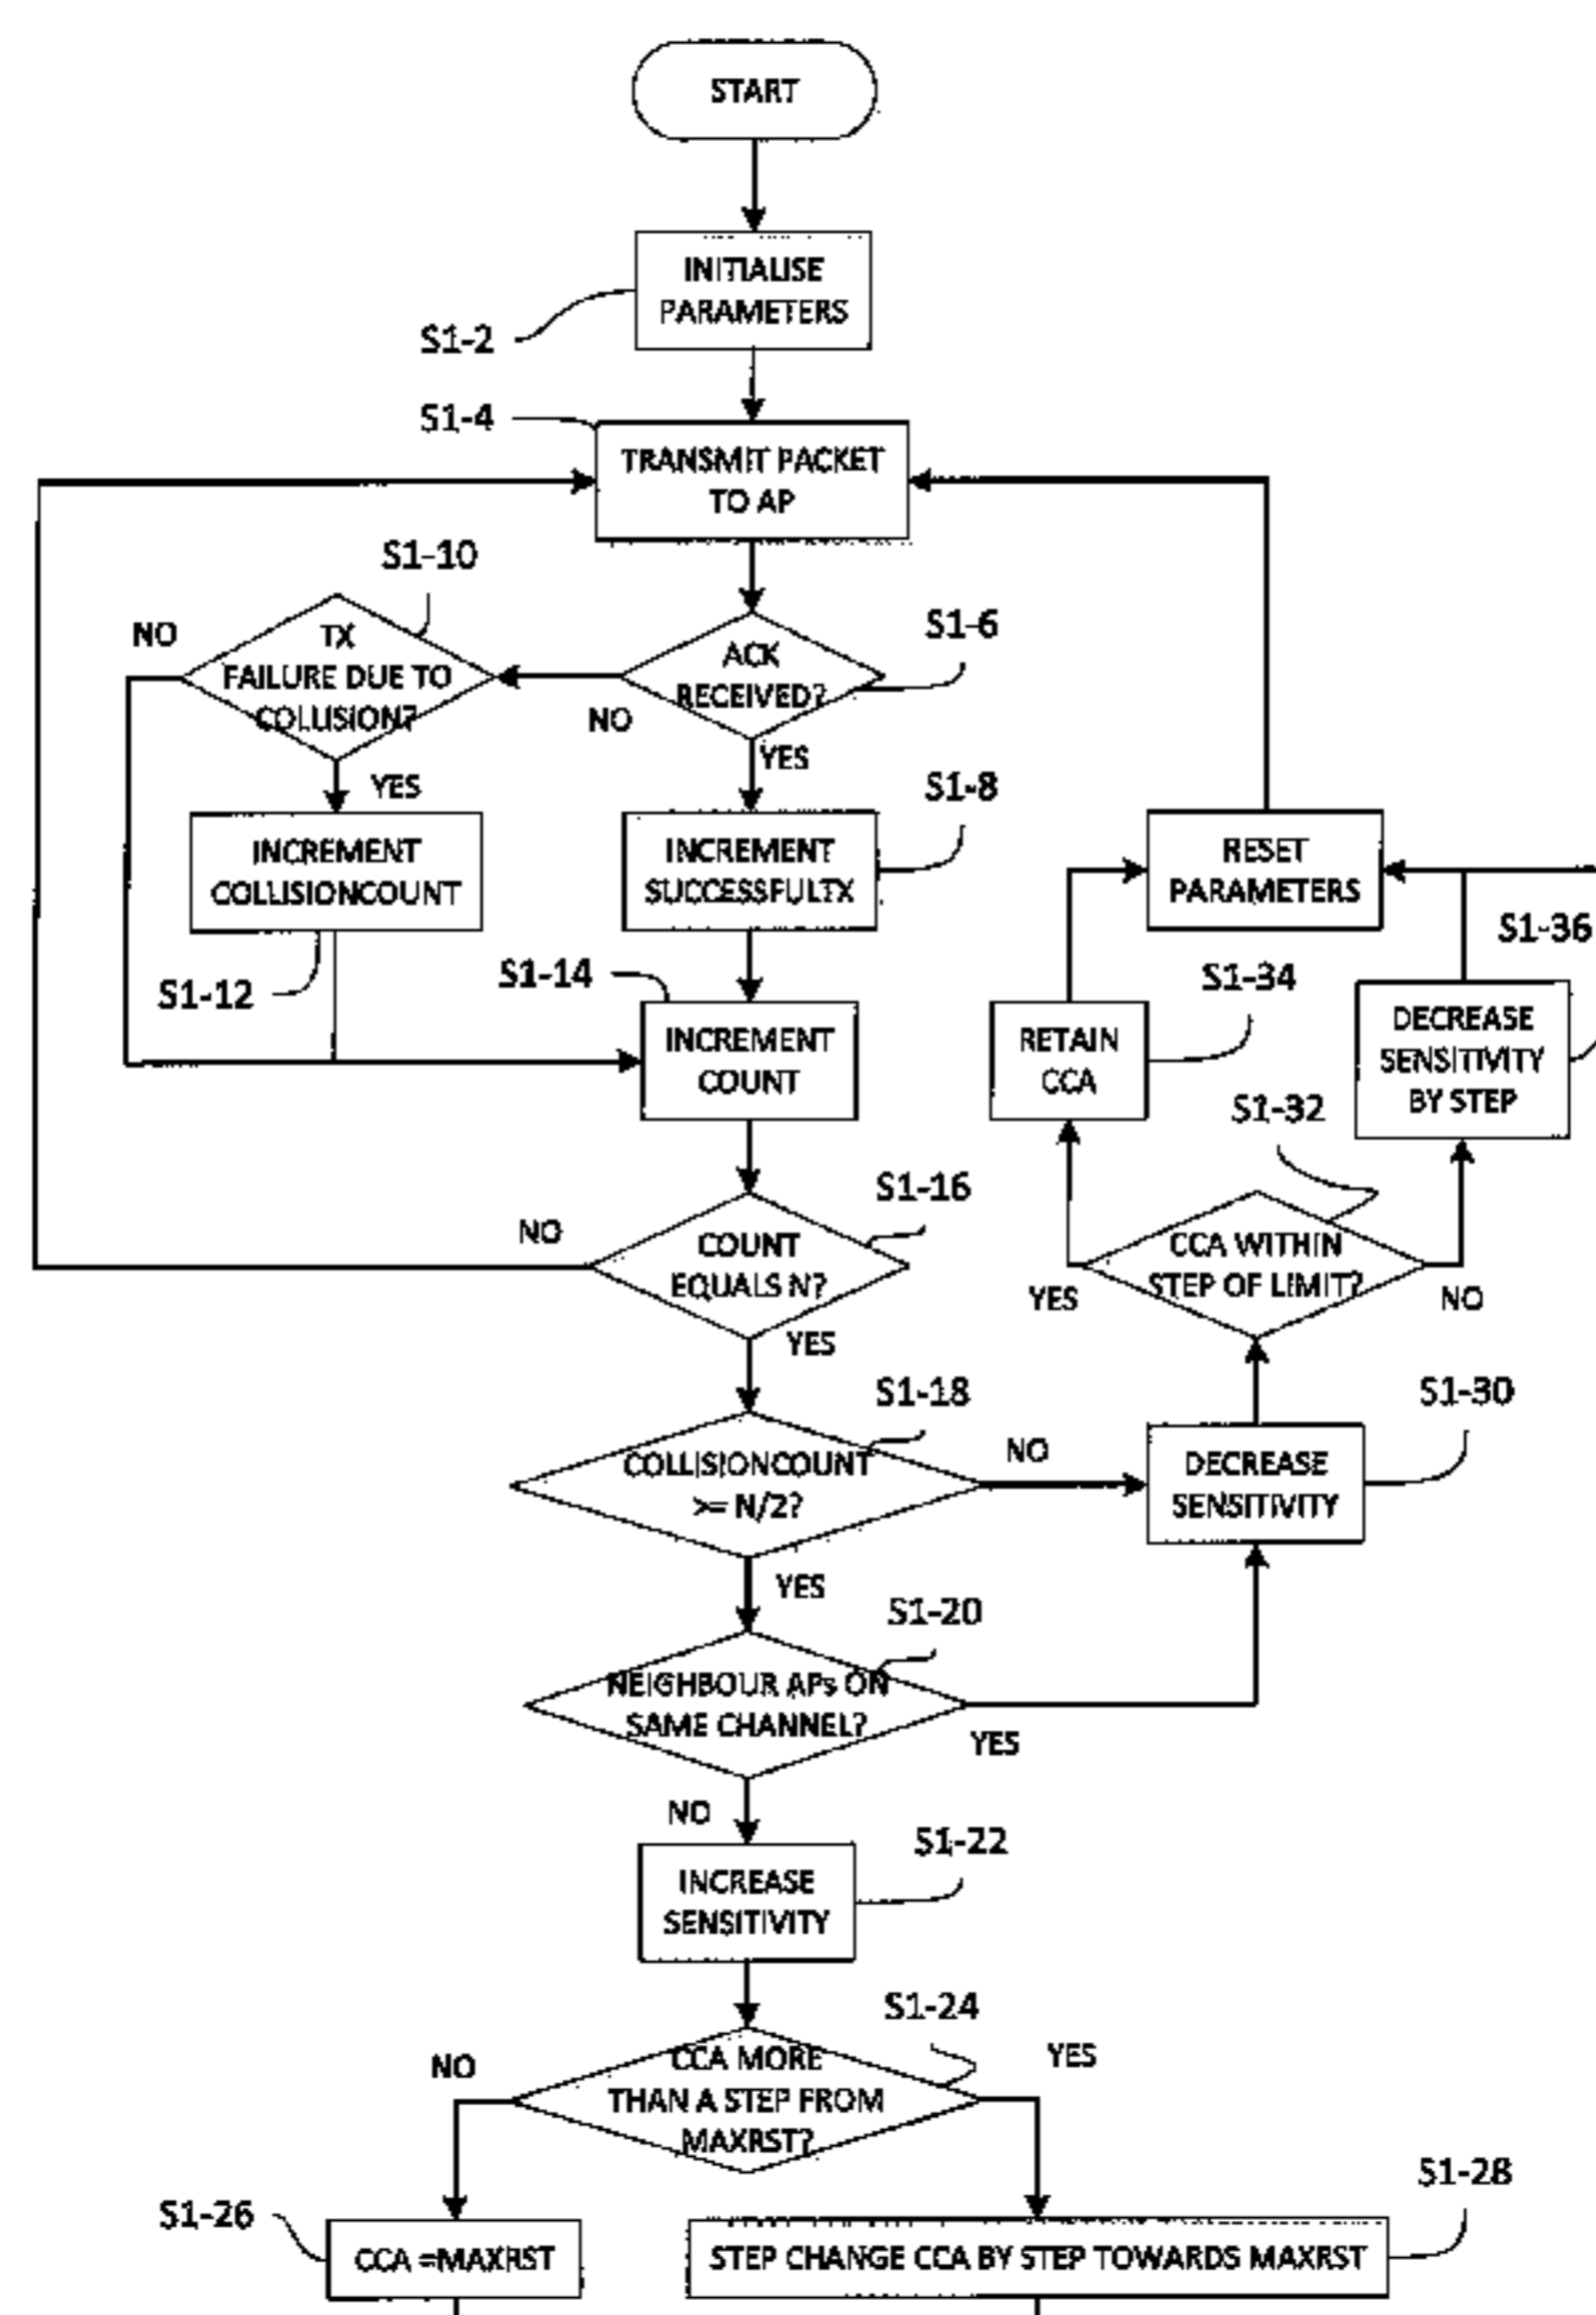 START
INITIALISE
PARAMETERS
S1-2
S1-4
TRANSMIT PACKET
TO AP
S1-10
NO
TX
FAILURE DUE TO
COLLISION?
S1-6
ACK
RECEIVED?
NO
YES
YES
S1-8
INCREMENT
COLLISIONCOUNT
INCREMENT
SUCCESSFULTX
RESET
PARAMETERS
S1-36
S1-12
S1-14
S1-34
INCREMENT
COUNT
RETAIN
CCA
DECREASE
SENSITIVITY
BY STEP
S1-32
S1-16
NO
COUNT
EQUALS N?
CCA WITHIN
STEP OF LIMIT?
YES
NO
YES
S1-18
S1-30
COLLISIONCOUNT
>= N/2?
NO
DECREASE
SENSITIVITY
YES
S1-20
NEIGHBOUR APs ON
SAME CHANNEL?
YES
NO
S1-22
INCREASE
SENSITIVITY
S1-24
NO
CCA MORE
THAN A STEP FROM
MAXRST?
YES
S1-26
S1-28
CCA =MAXRST
STEP CHANGE CCA BY STEP TOWARDS MAXRST